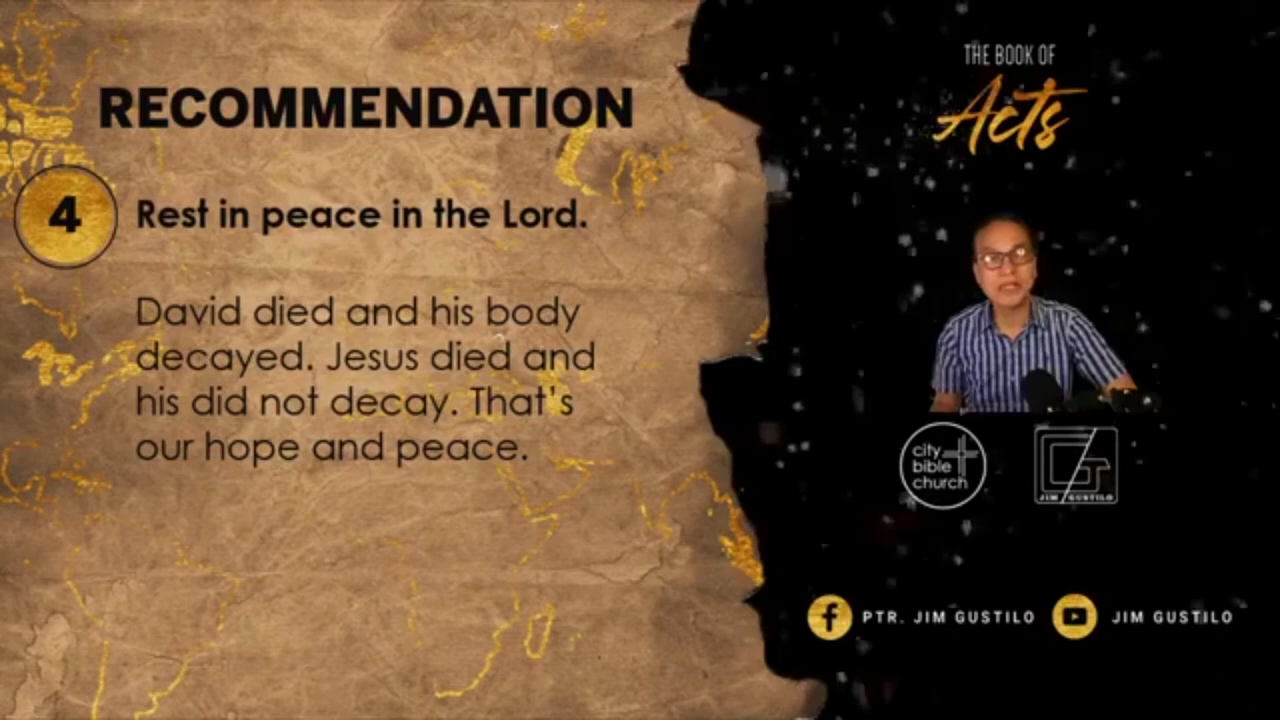 RECOMMENDATION
4 Rest in peace in the Lord.
David died and his body
decayed. Jesus died and
his did not decay. That's
our hope and peace.
THE BOOK OF
Acts
city
bible
church
JIM GUSTILO
PTR. JIM GUSTILO
JIM GUSTILO